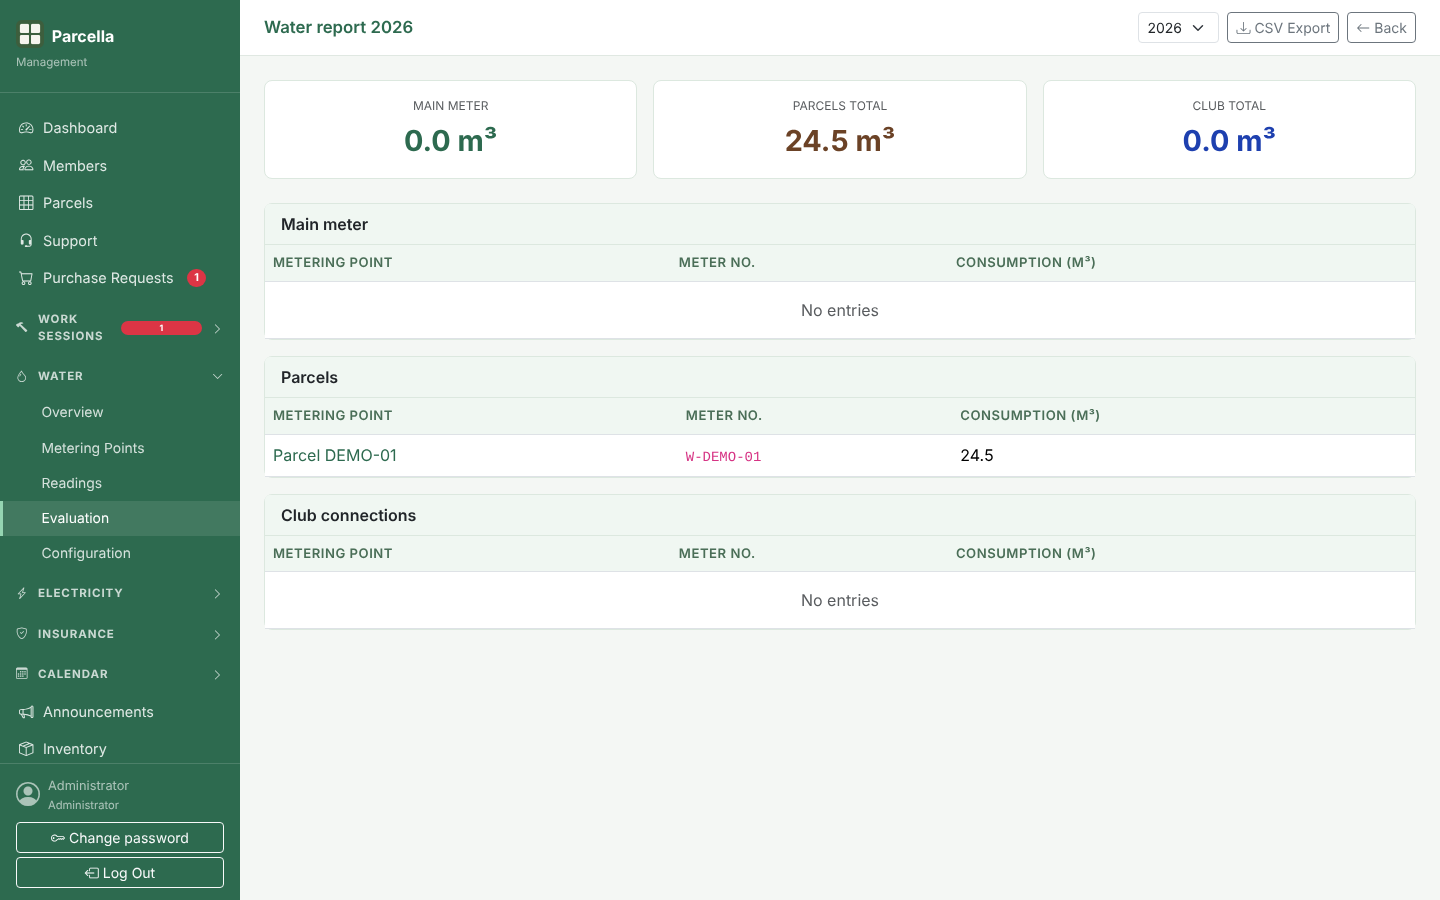 Parcella
Management
Dashboard
Members
Parcels
Support
Purchase Requests 1
WORK SESSIONS 1
WATER
Overview
Metering Points
Readings
Evaluation
Configuration
ELECTRICITY
INSURANCE
CALENDAR
Announcements
Inventory
Administrator
Administrator
Change password
Log Out
Water report 2026
2026
CSV Export
Back
MAIN METER
0.0 m³
PARCELS TOTAL
24.5 m³
CLUB TOTAL
0.0 m³
Main meter
METERING POINT METER NO. CONSUMPTION (M³)
No entries
Parcels
METERING POINT METER NO. CONSUMPTION (M³)
Parcel DEMO-01 W-DEMO-01 24.5
Club connections
METERING POINT METER NO. CONSUMPTION (M³)
No entries